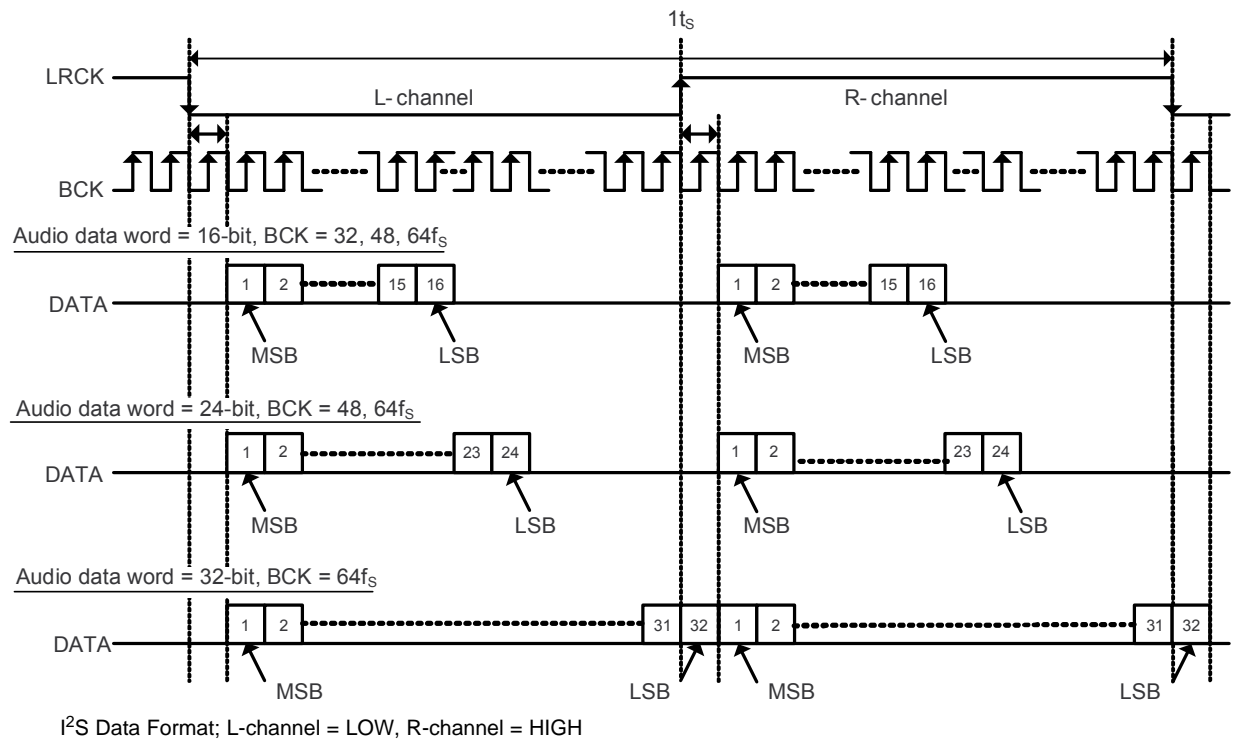 1tS
LRCK
L- channel
R- channel
BCK
Audio data word = 16-bit, BCK = 32, 48, 64fS
DATA
1 2 15 16 1 2 15 16
MSB LSB MSB LSB
Audio data word = 24-bit, BCK = 48, 64fS
DATA
1 2 23 24 1 2 23 24
MSB LSB MSB LSB
Audio data word = 32-bit, BCK = 64fS
DATA
1 2 31 32 1 2 31 32
MSB LSB MSB LSB
I2S Data Format; L-channel = LOW, R-channel = HIGH